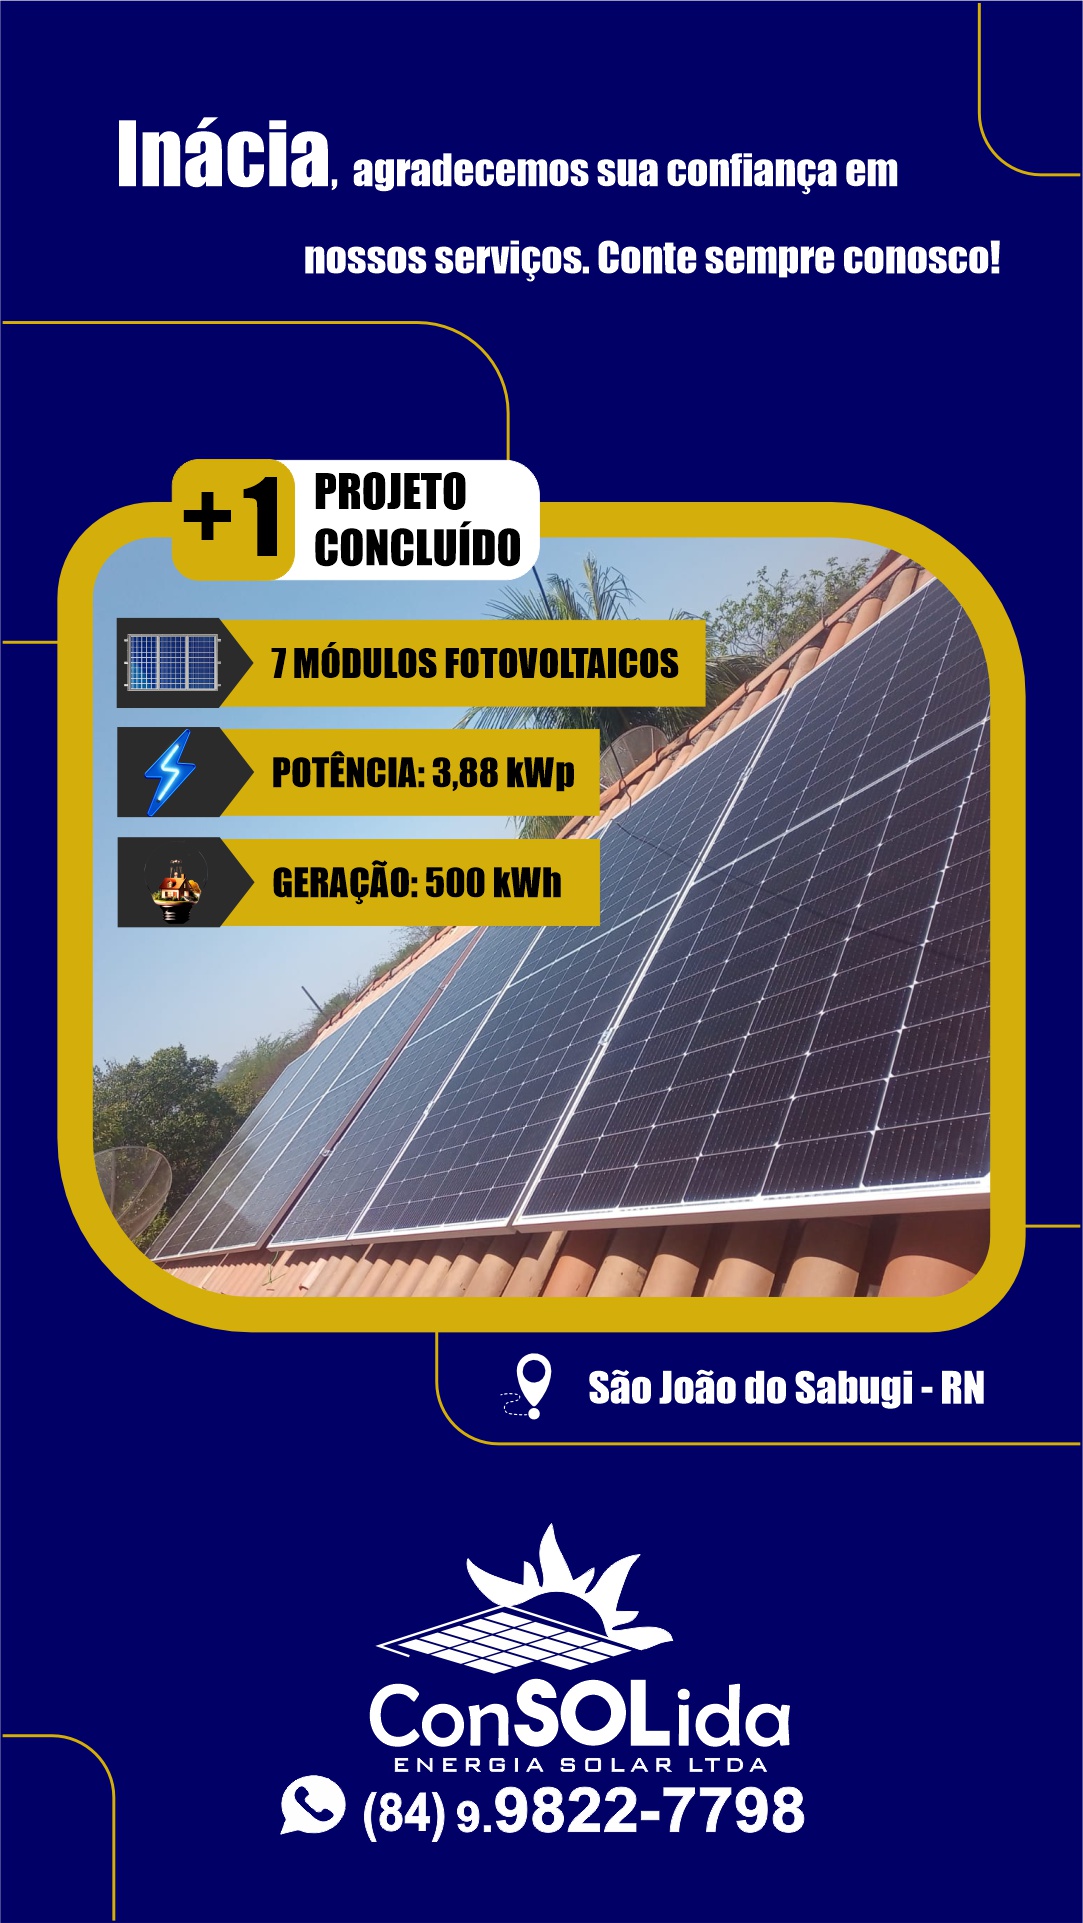 Inácia, agradecemos sua confiança em
nossos serviços. Conte sempre conosco!
+1 PROJETO
CONCLUÍDO
7 MÓDULOS FOTOVOLTAICOS
POTÊNCIA: 3,88 kWp
GERAÇÃO: 500 kWh
São João do Sabugi - RN
ConSOLida
ENERGIA SOLAR LTDA
(84) 9.9822-7798